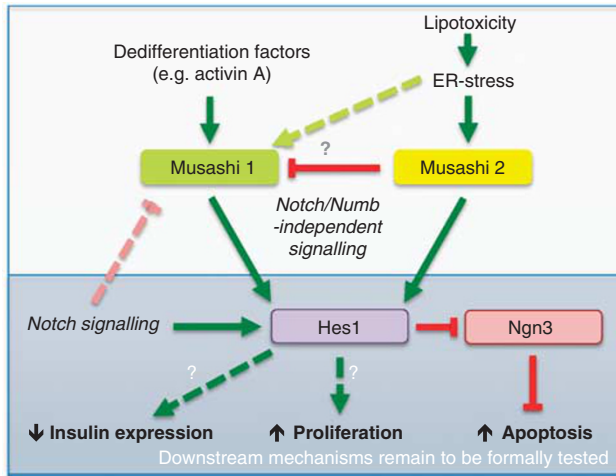 Lipotoxicity
Dedifferentiation factors
(e.g. activin A)
ER-stress
?
Musashi 1
Musashi 2
Notch/Numb
-independent
signalling
Notch signalling
Hes1
Ngn3
?
?
↓ Insulin expression
↑ Proliferation
↑ Apoptosis
Downstream mechanisms remain to be formally tested